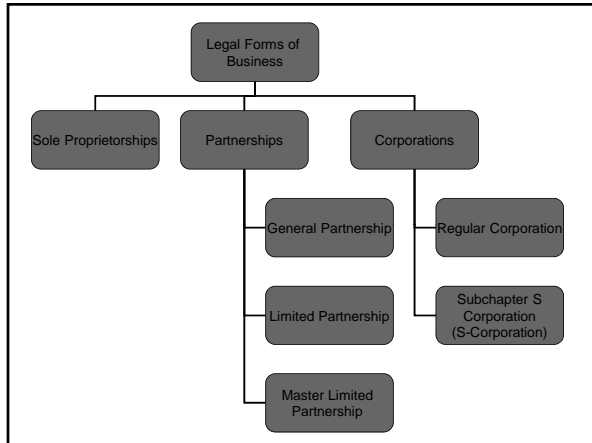 Legal Forms of
Business
Sole Proprietorships
Partnerships
Corporations
General Partnership
Regular Corporation
Limited Partnership
Subchapter S
Corporation
(S-Corporation)
Master Limited
Partnership